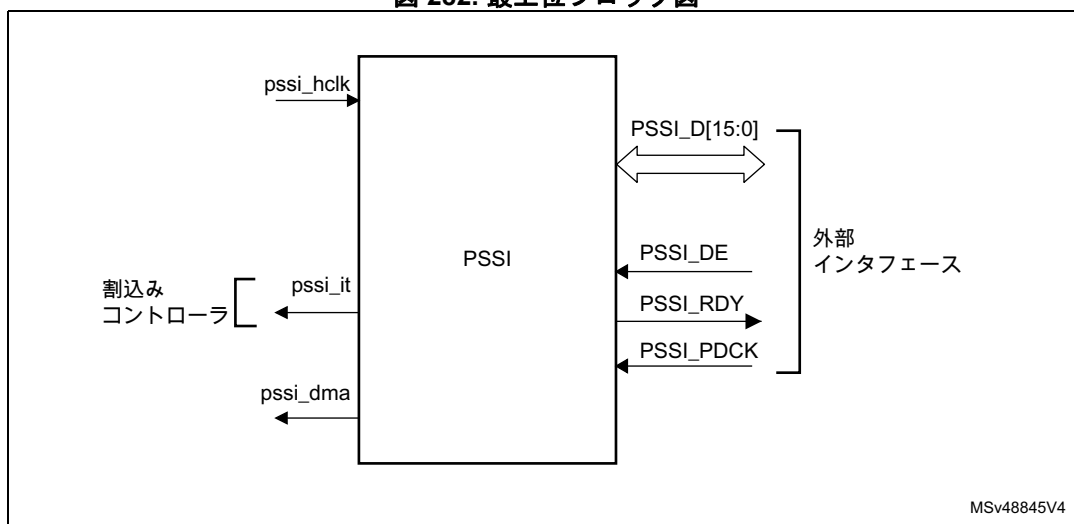 pssi_hclk
PSSI_D[15:0]
PSSI
PSSI_DE
外部
インタフェース
割込み
コントローラ
pssi_it
PSSI_RDY
PSSI_PDCK
pssi_dma
MSv48845V4